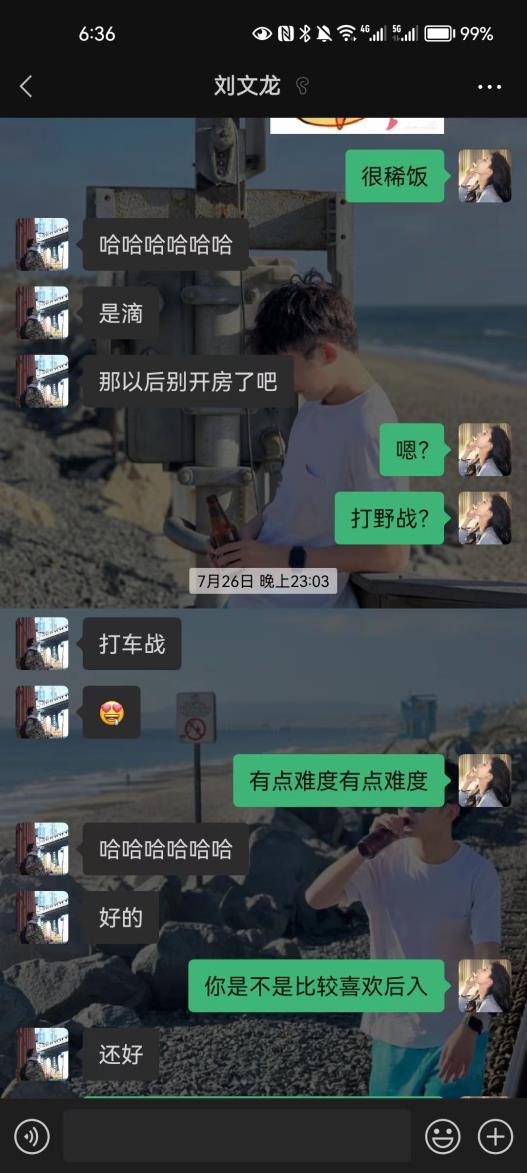 6:36
4G
5G
99%
刘文龙
很稀饭
哈哈哈哈哈哈
是滴
那以后别开房了吧
嗯?
打野战?
7月26日 晚上23:03
打车战
有点难度有点难度
哈哈哈哈哈哈
好的
你是不是比较喜欢后入
还好